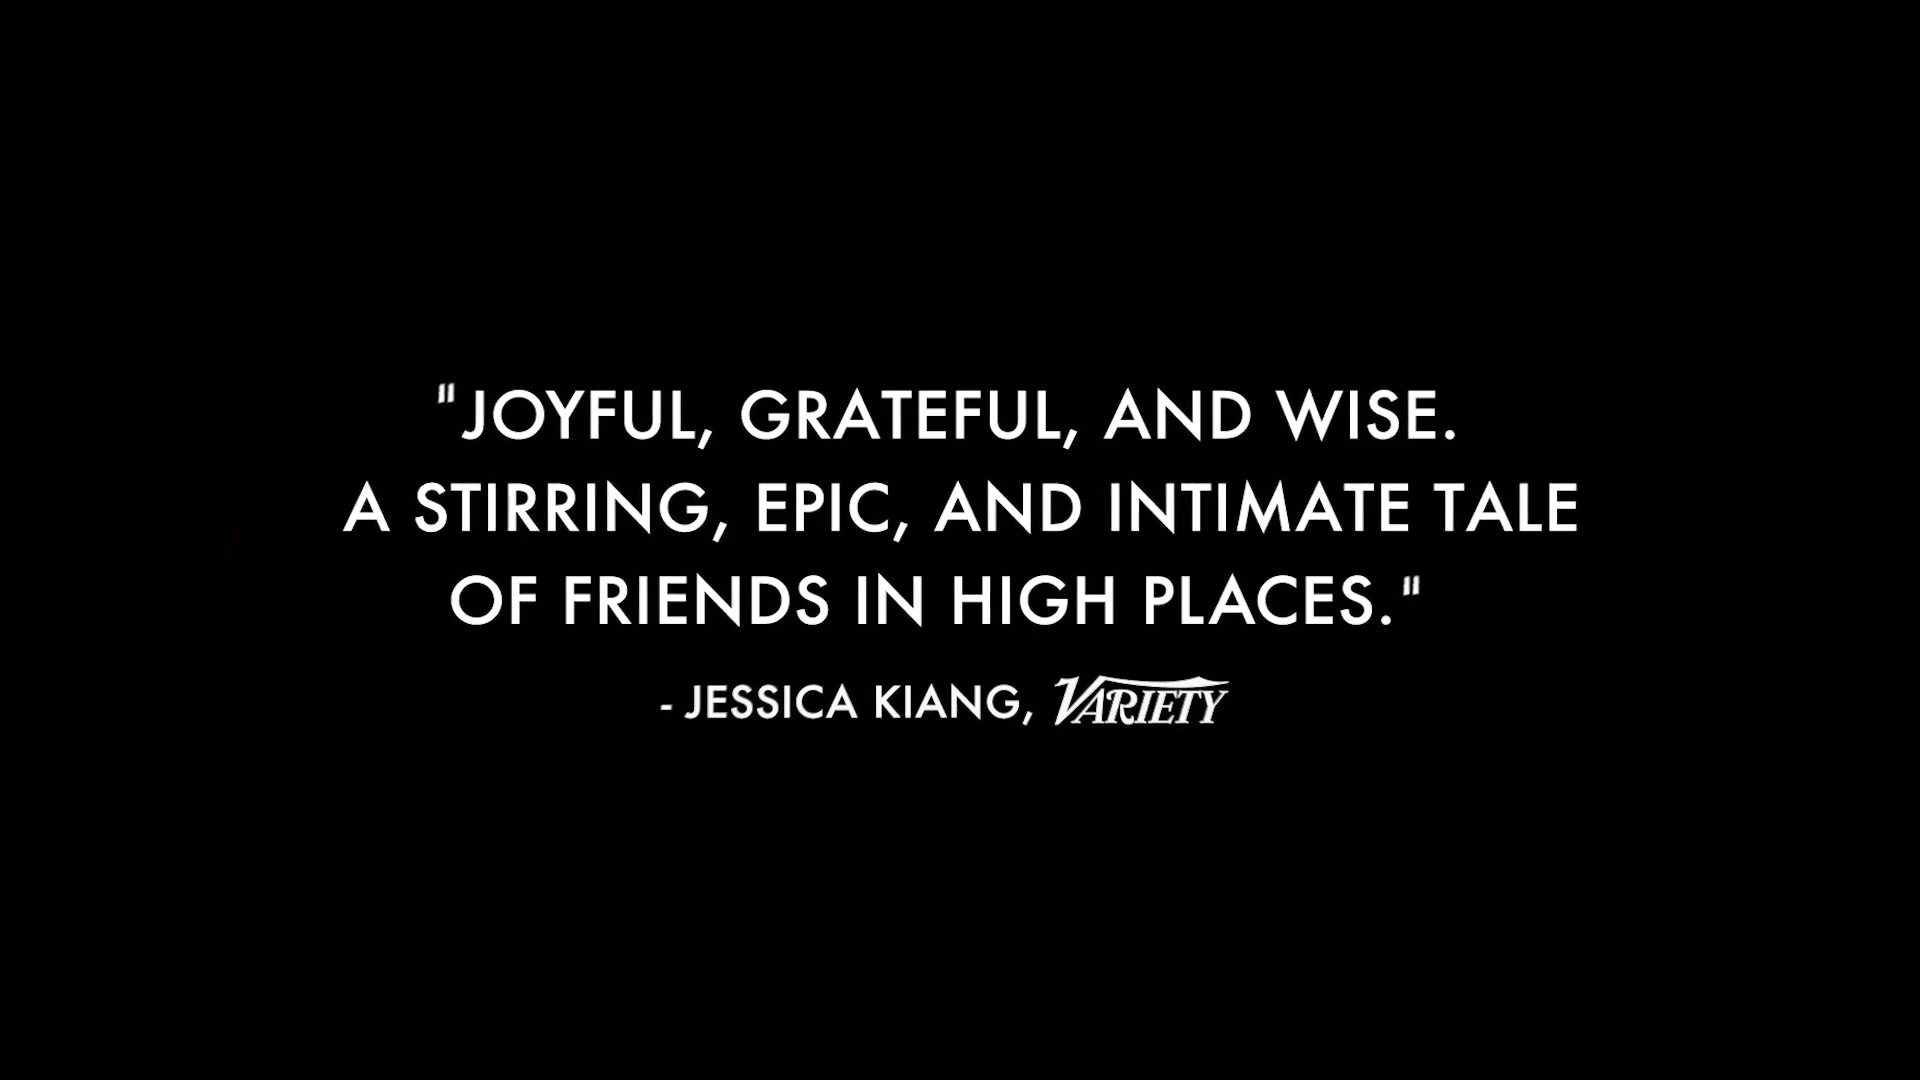 "JOYFUL, GRATEFUL, AND WISE.
A STIRRING, EPIC, AND INTIMATE TALE
OF FRIENDS IN HIGH PLACES."
- JESSICA KIANG, VARIETY